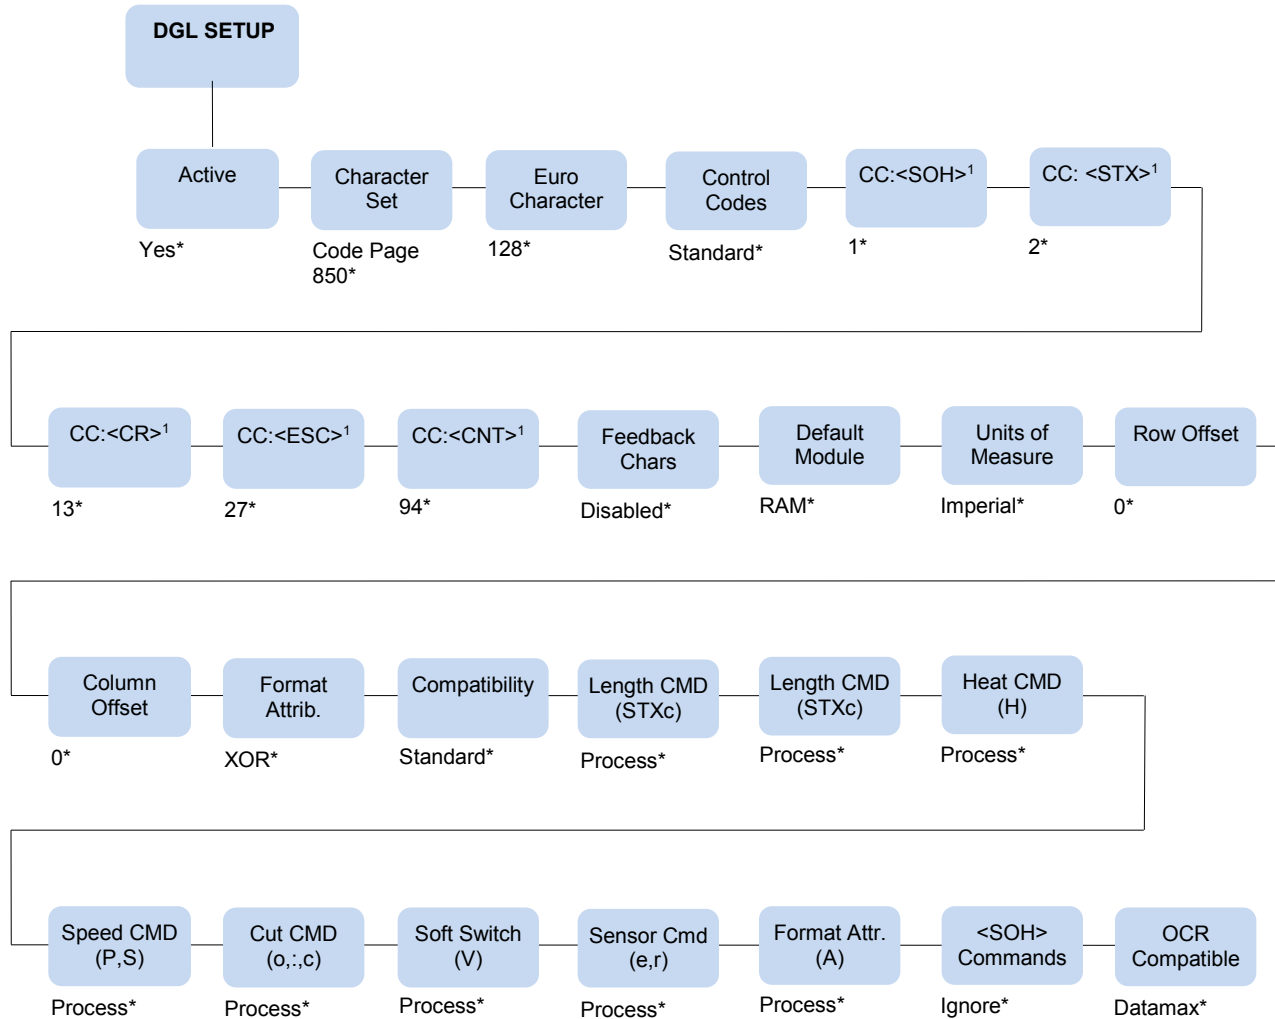 DGL SETUP
Active
Yes*
Character
Set
Code Page
850*
Euro
Character
128*
Control
Codes
Standard*
CC:<SOH>¹
1*
CC: <STX>¹
2*
CC:<CR>¹
13*
CC:<ESC>¹
27*
CC:<CNT>¹
94*
Feedback
Chars
Disabled*
Default
Module
RAM*
Units of
Measure
Imperial*
Row Offset
0*
Column
Offset
0*
Format
Attrib.
XOR*
Compatibility
Standard*
Length CMD
(STXc)
Process*
Length CMD
(STXc)
Process*
Heat CMD
(H)
Process*
Speed CMD
(P,S)
Process*
Cut CMD
(o,:,c)
Process*
Soft Switch
(V)
Process*
Sensor Cmd
(e,r)
Process*
Format Attr.
(A)
Process*
<SOH>
Commands
Ignore*
OCR
Compatible
Datamax*